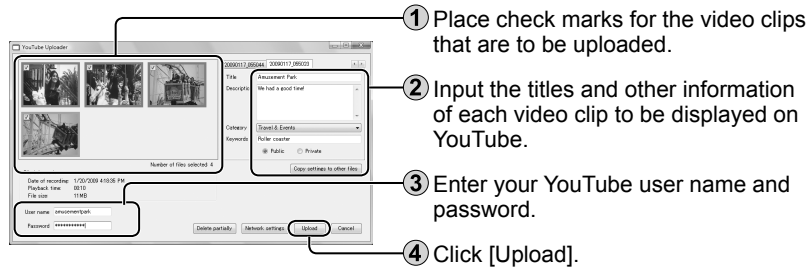 ① Place check marks for the video clips
that are to be uploaded.
YouTube Uploader
20090117_085044 20090117_085023
Title Amusement Park
Descriptio We had a good time!
② Input the titles and other information
of each video clip to be displayed on
YouTube.
Category Travel & Events
Keywords Roller coaster
Public Private
Number of files selected: 4
Copy settings to other files
Date of recording: 1/20/2009 4:18:35 PM
Playback time: 00:10
File size: 11MB
③ Enter your YouTube user name and
password.
User name amusementpark
Password ***********
Delete partially Network settings Upload Cancel
④ Click [Upload].